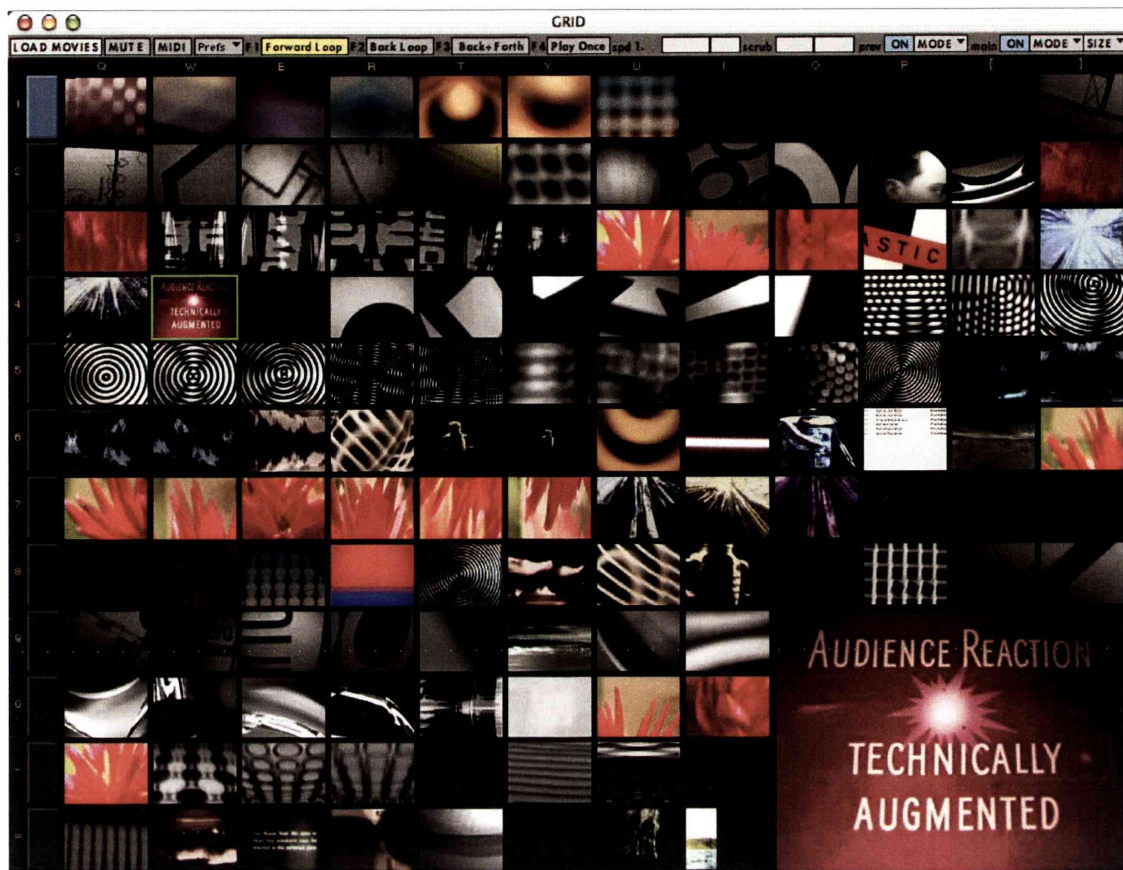 GRID
LOAD MOVIES MUTE MIDI Prefs F1 Forward Loop F2 Back Loop F3 Back+Forth F4 Play Once spd 1. scrub prev ON MODE main ON MODE SIZE
Q W E R T Y U I O P [ ]
1
2
3
ASTIC
4
AUDIENCE REACTION
TECHNICALLY
AUGMENTED
5
6
7
8
9
AUDIENCE REACTION
TECHNICALLY
AUGMENTED